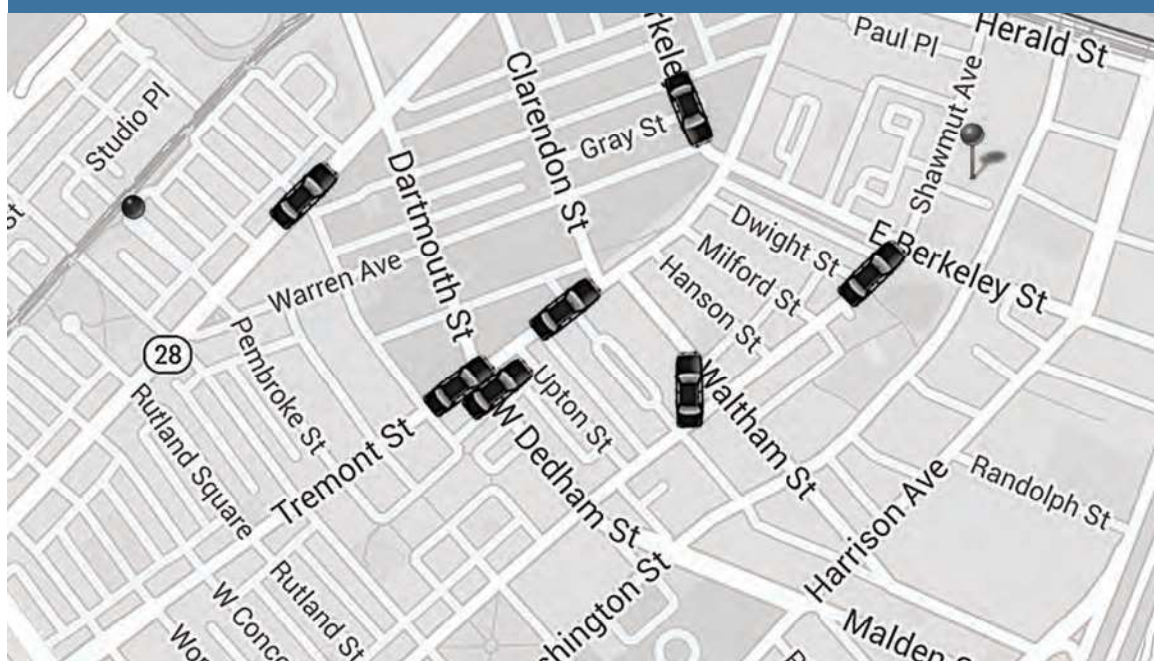 Herald St
Paul Pl
Clarendon St
Studio Pl
Shawmut Ave
Gray St
Dartmouth St
Dwight St
E Berkeley St
Milford St
Hanson St
Warren Ave
28
Pembroke St
Upton St
Waltham St
Rutland Square
Tremont St
W Dedham St
Randolph St
Harrison Ave
Rutland St
Malden